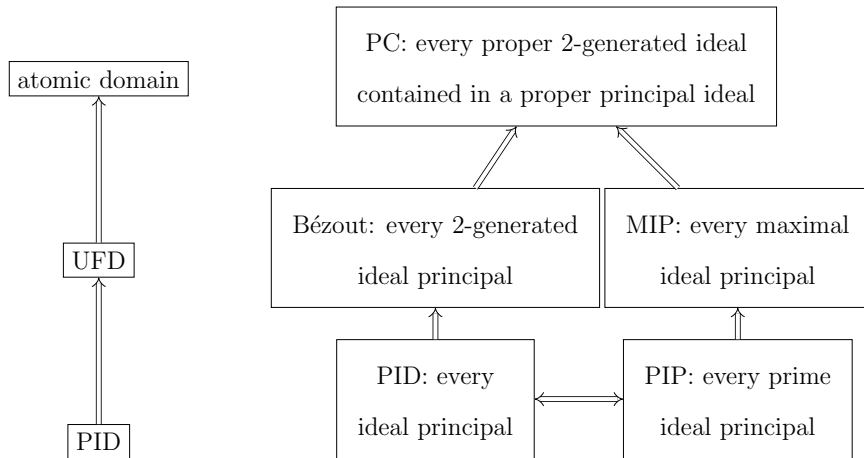 atomic domain
UFD
PID
PC: every proper 2-generated ideal
contained in a proper principal ideal
Bézout: every 2-generated
ideal principal
MIP: every maximal
ideal principal
PID: every
ideal principal
PIP: every prime
ideal principal